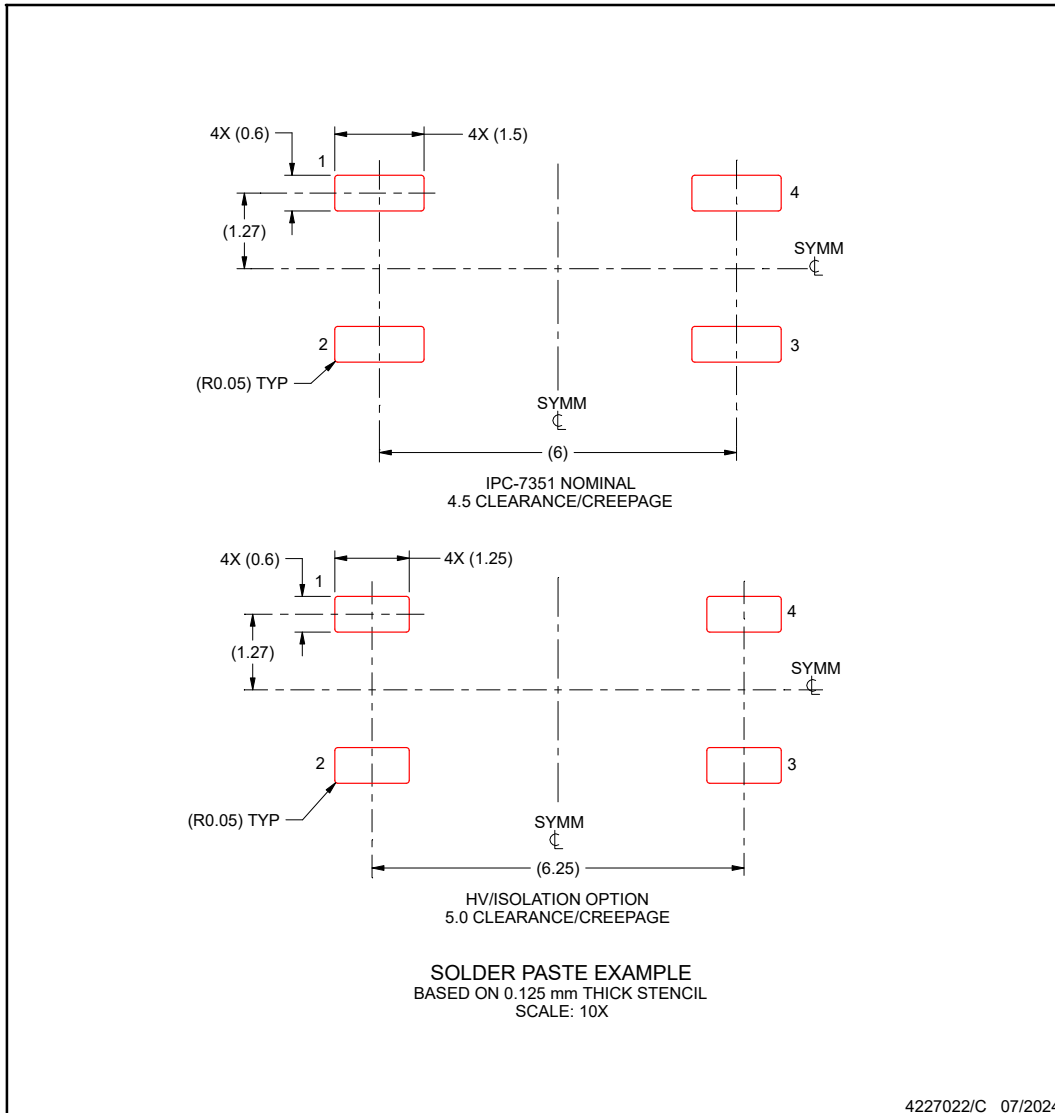 4X (0.6)
4X (1.5)
1
4
(1.27)
SYMM
℄
2
3
(R0.05) TYP
SYMM
℄
(6)
IPC-7351 NOMINAL
4.5 CLEARANCE/CREEPAGE
4X (0.6)
4X (1.25)
1
4
(1.27)
SYMM
℄
2
3
(R0.05) TYP
SYMM
℄
(6.25)
HV/ISOLATION OPTION
5.0 CLEARANCE/CREEPAGE
SOLDER PASTE EXAMPLE
BASED ON 0.125 mm THICK STENCIL
SCALE: 10X
4227022/C 07/2024